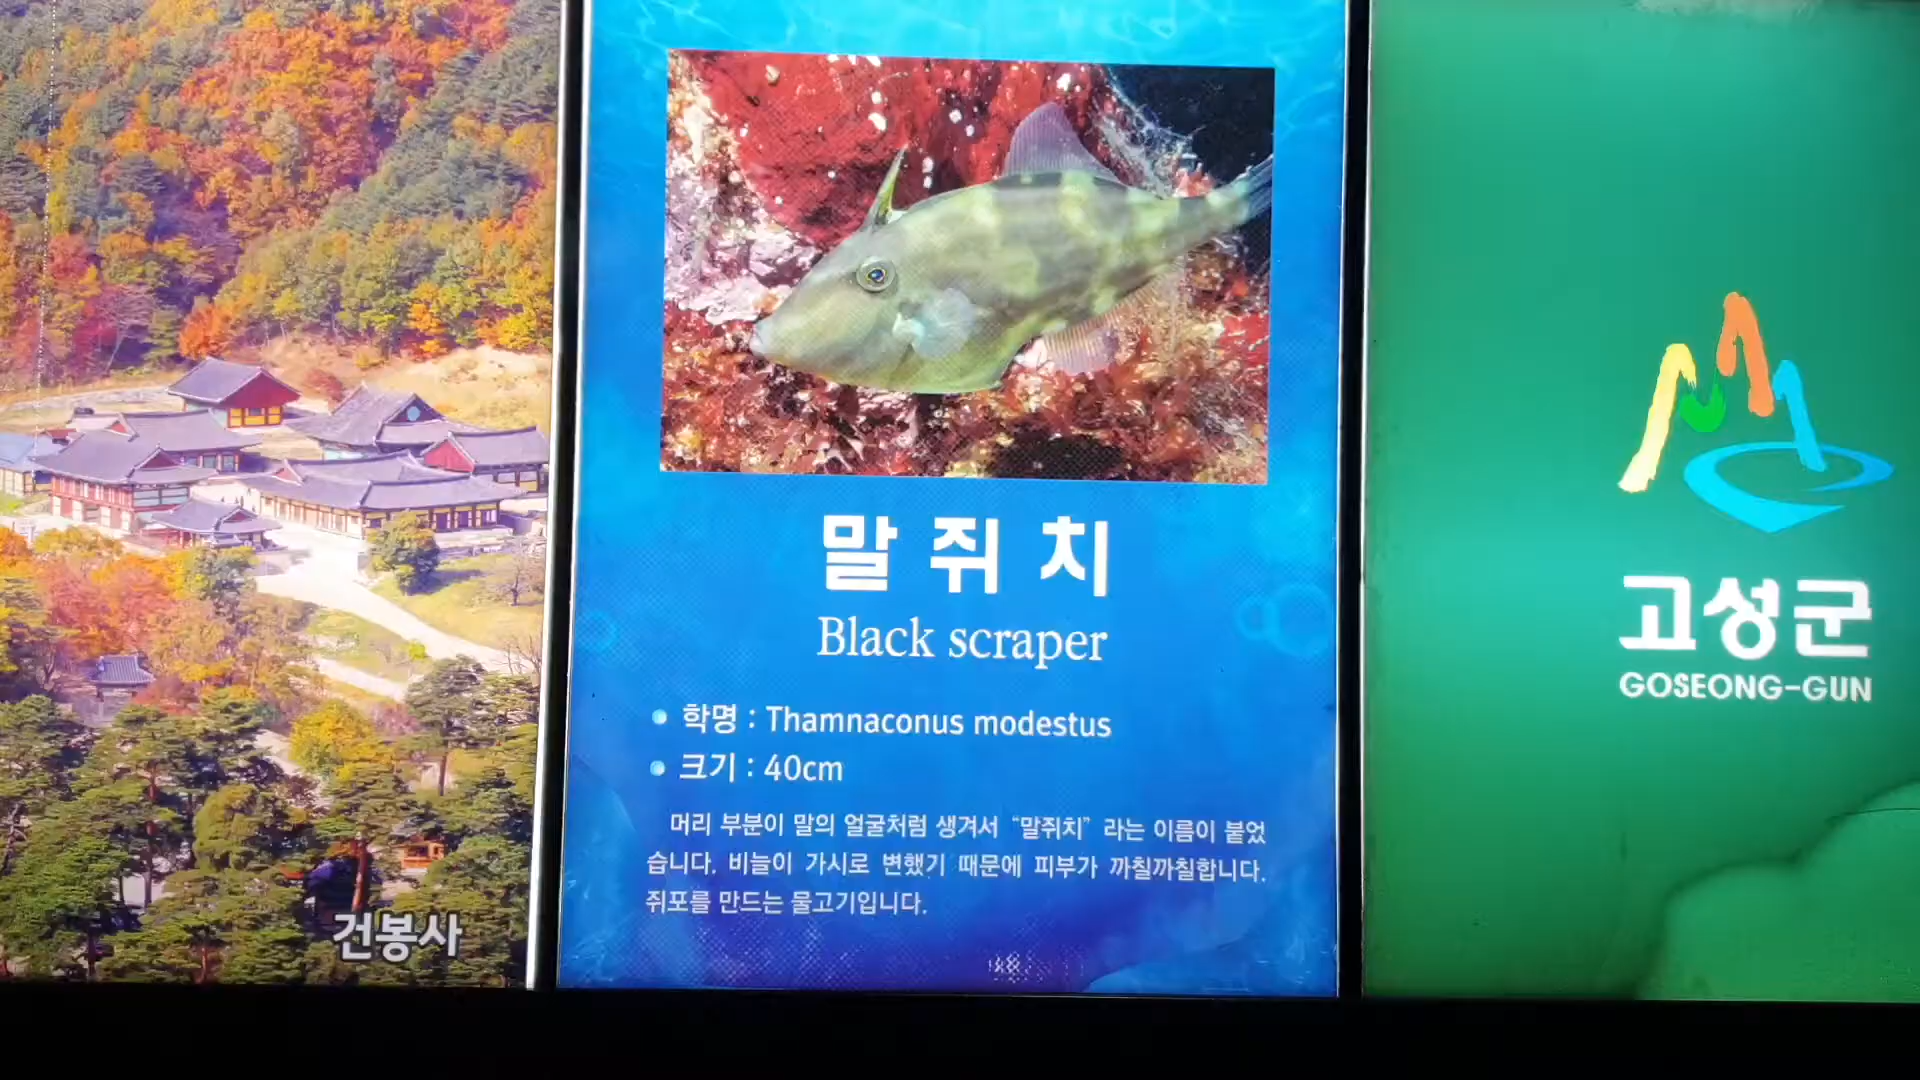 건봉사
말쥐치
Black scraper
학명 : Thamnaconus modestus
크기 : 40cm
머리 부분이 말의 얼굴처럼 생겨서 “말쥐치” 라는 이름이 붙었
습니다. 비늘이 가시로 변했기 때문에 피부가 까칠까칠합니다.
쥐포를 만드는 물고기입니다.
고성군
GOSEONG-GUN